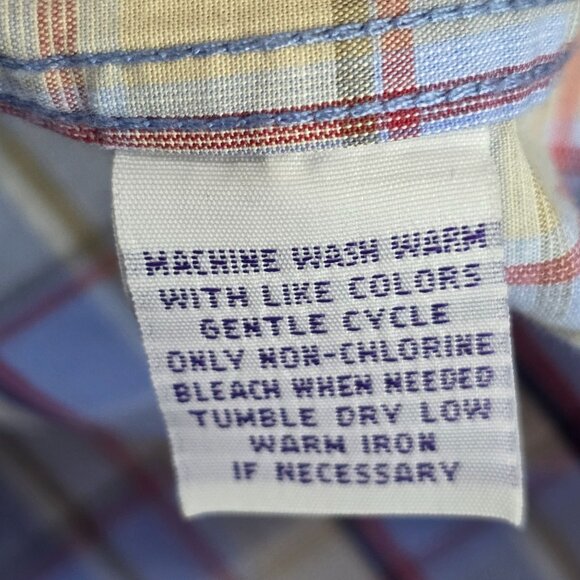 MACHINE WASH WARM
WITH LIKE COLORS
GENTLE CYCLE
ONLY NON-CHLORINE
BLEACH WHEN NEEDED
TUMBLE DRY LOW
WARM IRON
IF NECESSARY